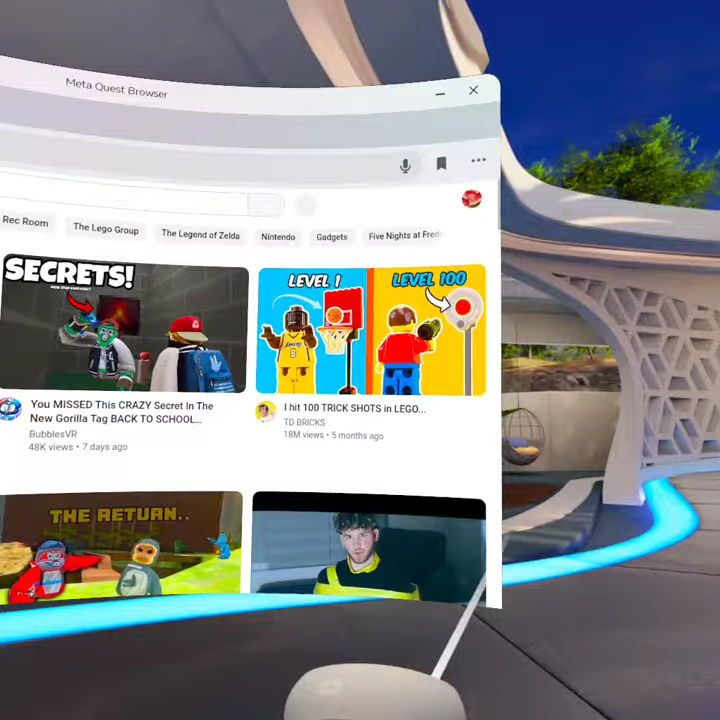 Meta Quest Browser
Rec Room
The Lego Group
The Legend of Zelda
Nintendo
Gadgets
Five Nights at Fred
SECRETS!
LEVEL 1
LEVEL 100
You MISSED This CRAZY Secret In The
New Gorilla Tag BACK TO SCHOOL...
BubblesVR
48K views • 7 days ago
I hit 100 TRICK SHOTS in LEGO...
TD BRICKS
18M views • 5 months ago
THE RETURN..